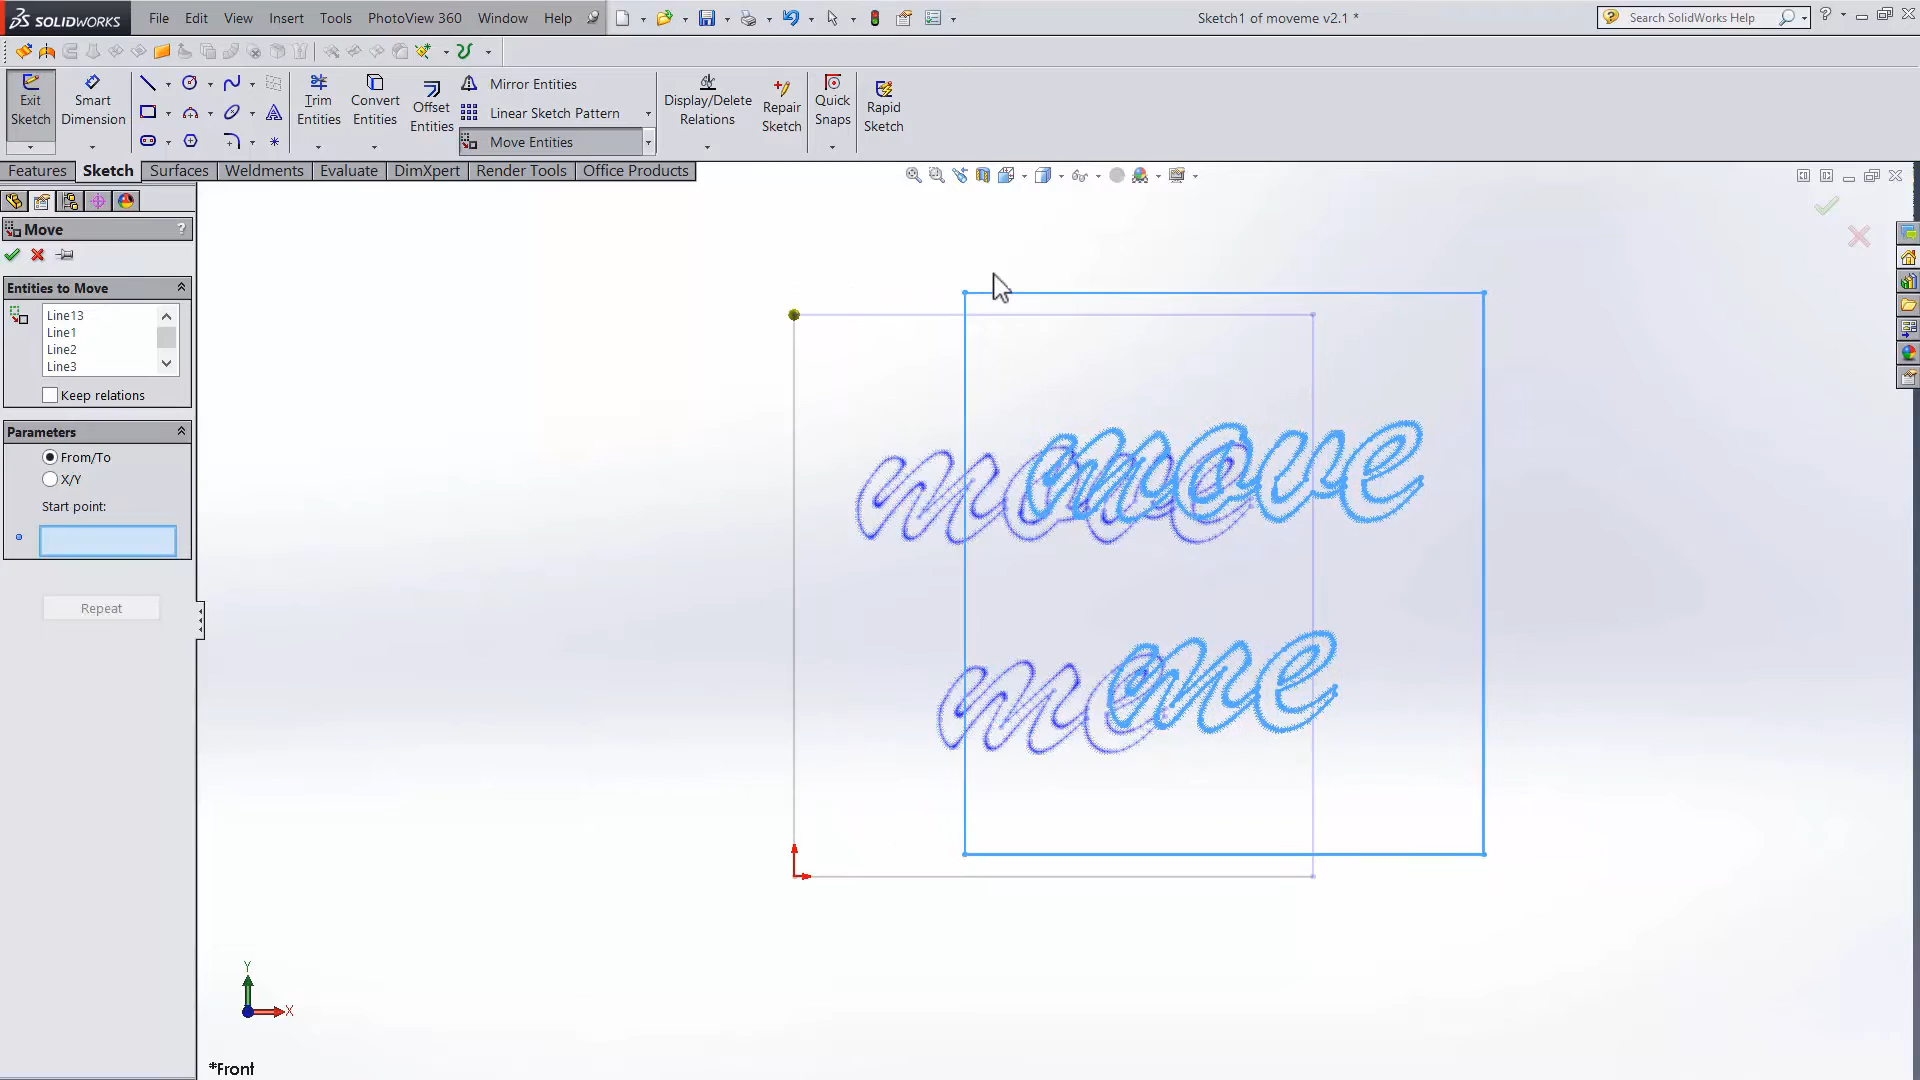 SOLIDWORKS File Edit View Insert Tools PhotoView 360 Window Help Sketch1 of moveme v2.1 * Search SolidWorks Help
Exit Sketch
Smart Dimension
Trim Entities
Convert Entities
Offset Entities
Mirror Entities
Linear Sketch Pattern
Move Entities
Display/Delete Relations
Repair Sketch
Quick Snaps
Rapid Sketch
Features Sketch Surfaces Weldments Evaluate DimXpert Render Tools Office Products
Move ?
Entities to Move
Line13
Line1
Line2
Line3
Keep relations
Parameters
From/To
X/Y
Start point:
Repeat
move
move
me
me
Y
X
*Front